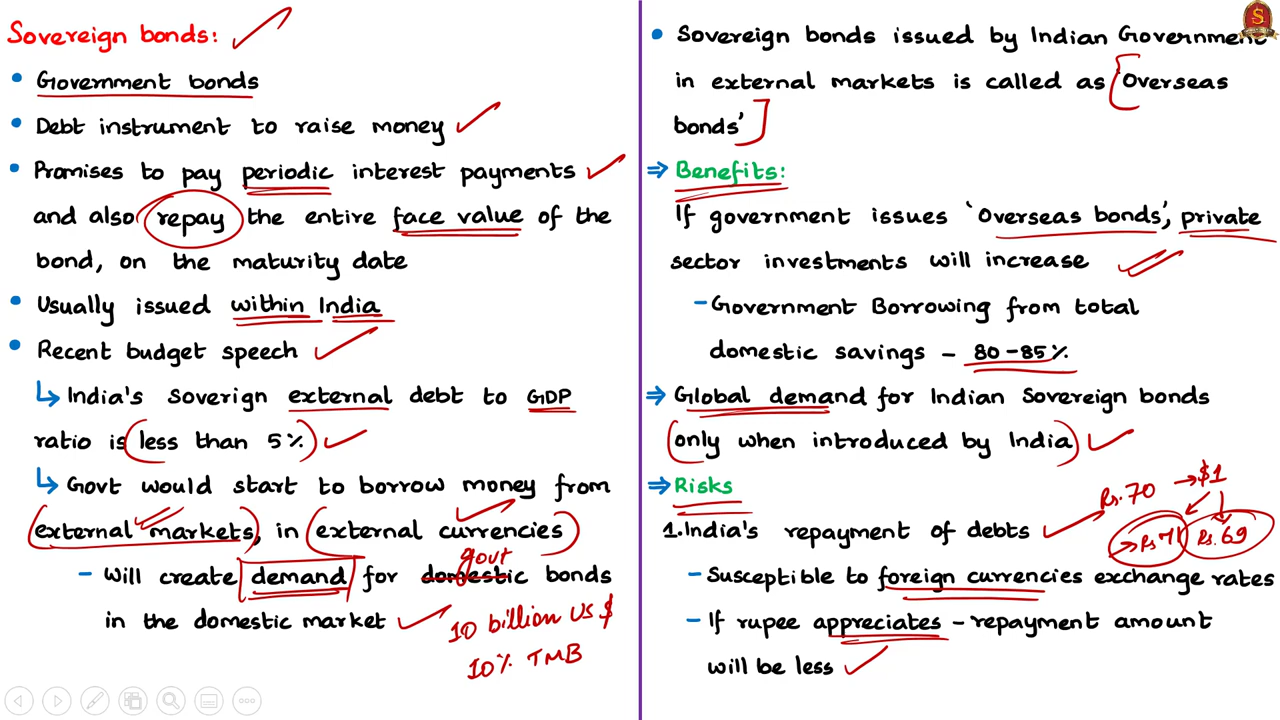 Sovereign bonds:
• Government bonds
• Debt instrument to raise money
• Promises to pay periodic interest payments
and also repay the entire face value of the
bond, on the maturity date
• Usually issued within India
• Recent budget speech
↳ India's Soverign external debt to GDP
ratio is less than 5%
↳ Govt would start to borrow money from
external markets, in external currencies
govt
- Will create demand for domestic bonds
in the domestic market
10 billion US $
10% TMB
• Sovereign bonds issued by Indian Government
in external markets is called as 'Overseas
bonds'
⇒ Benefits:
If government issues 'Overseas bonds', private
sector investments will increase
- Government Borrowing from total
domestic savings - 80-85%
⇒ Global demand for Indian Sovereign bonds
only when introduced by India
⇒ Risks
Rs.70 → $1
1.India's repayment of debts
→ Rs 71 Rs. 69
- Susceptible to foreign currencies exchange rates
- If rupee appreciates - repayment amount
will be less
S